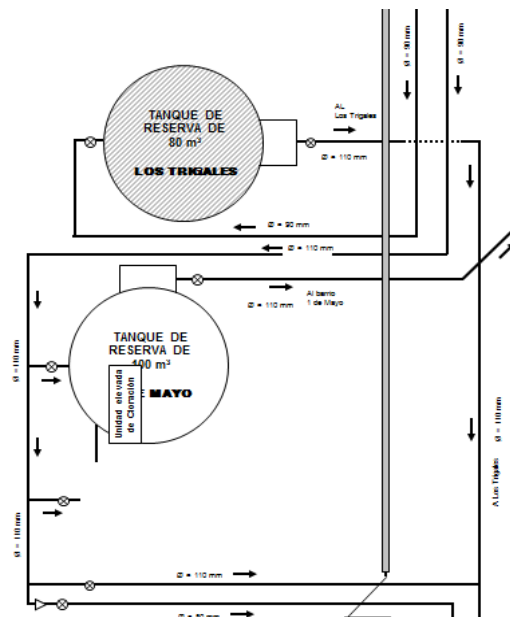 Ø = 90 mm
Ø = 90 mm
TANQUE DE
RESERVA DE
80 m³
LOS TRIGALES
AL
Los Trigales
Ø = 110 mm
Ø = 90 mm
Ø = 110 mm
Ø = 110 mm
Al barrio
1 de Mayo
TANQUE DE
RESERVA DE
100 m³
E MAYO
Unidad elevada
de Cloración
Ø = 110 mm
Ø = 110 mm
A Los Trigales
Ø = 110 mm
Ø = 110 mm